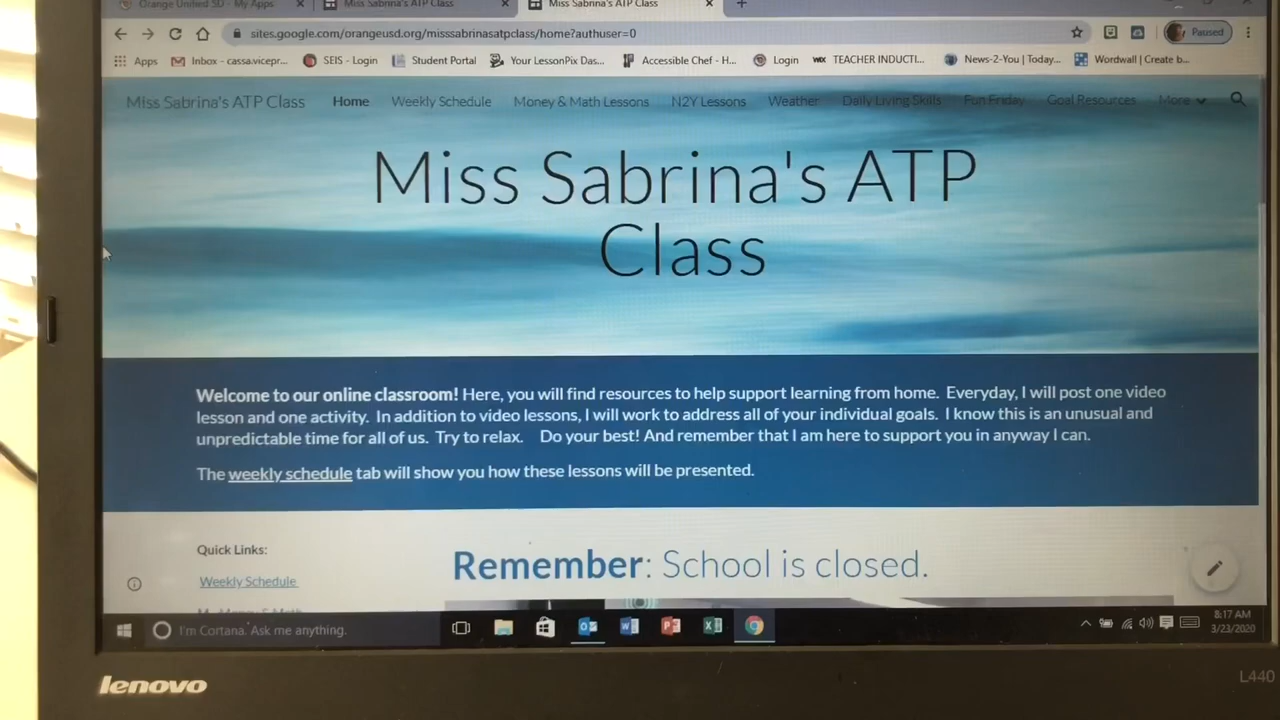 Orange Unified SD - My Apps
Miss Sabrina's ATP Class
Miss Sabrina's ATP Class
sites.google.com/orangeusd.org/misssabrinasatpclass/home?authuser=0
Paused
Apps
Inbox - cassa.vicepr...
SEIS - Login
Student Portal
Your LessonPix Das...
Accessible Chef - H...
Login
WIX
TEACHER INDUCTI...
News-2-You | Today...
Wordwall | Create b...
Miss Sabrina's ATP Class
Home
Weekly Schedule
Money & Math Lessons
N2Y Lessons
Weather
Daily Living Skills
Fun Friday
Goal Resources
More
Miss Sabrina's ATP
Class
Welcome to our online classroom! Here, you will find resources to help support learning from home. Everyday, I will post one video
lesson and one activity. In addition to video lessons, I will work to address all of your individual goals. I know this is an unusual and
unpredictable time for all of us. Try to relax. Do your best! And remember that I am here to support you in anyway I can.
The weekly schedule tab will show you how these lessons will be presented.
Quick Links:
Weekly Schedule
Remember: School is closed.
I'm Cortana. Ask me anything.
8:17 AM
3/23/2020
lenovo
L440